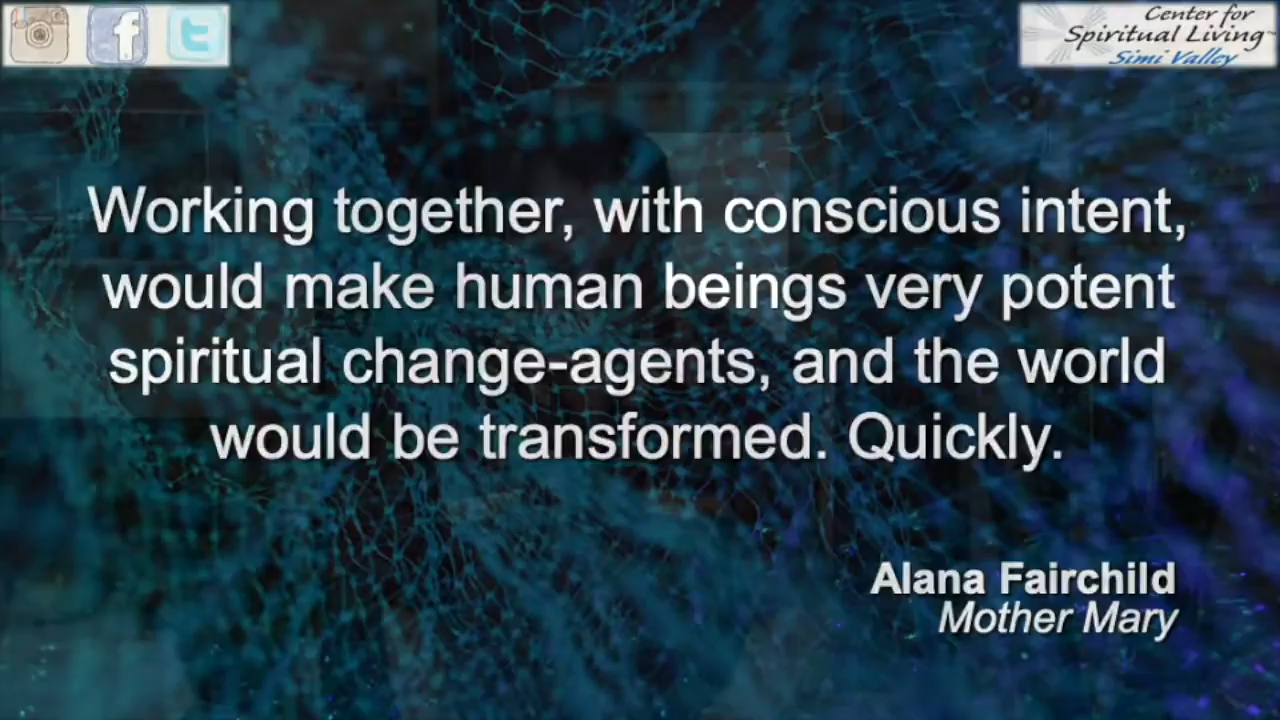 Center for
Spiritual Living™
Simi Valley
Working together, with conscious intent,
would make human beings very potent
spiritual change-agents, and the world
would be transformed. Quickly.
Alana Fairchild
Mother Mary